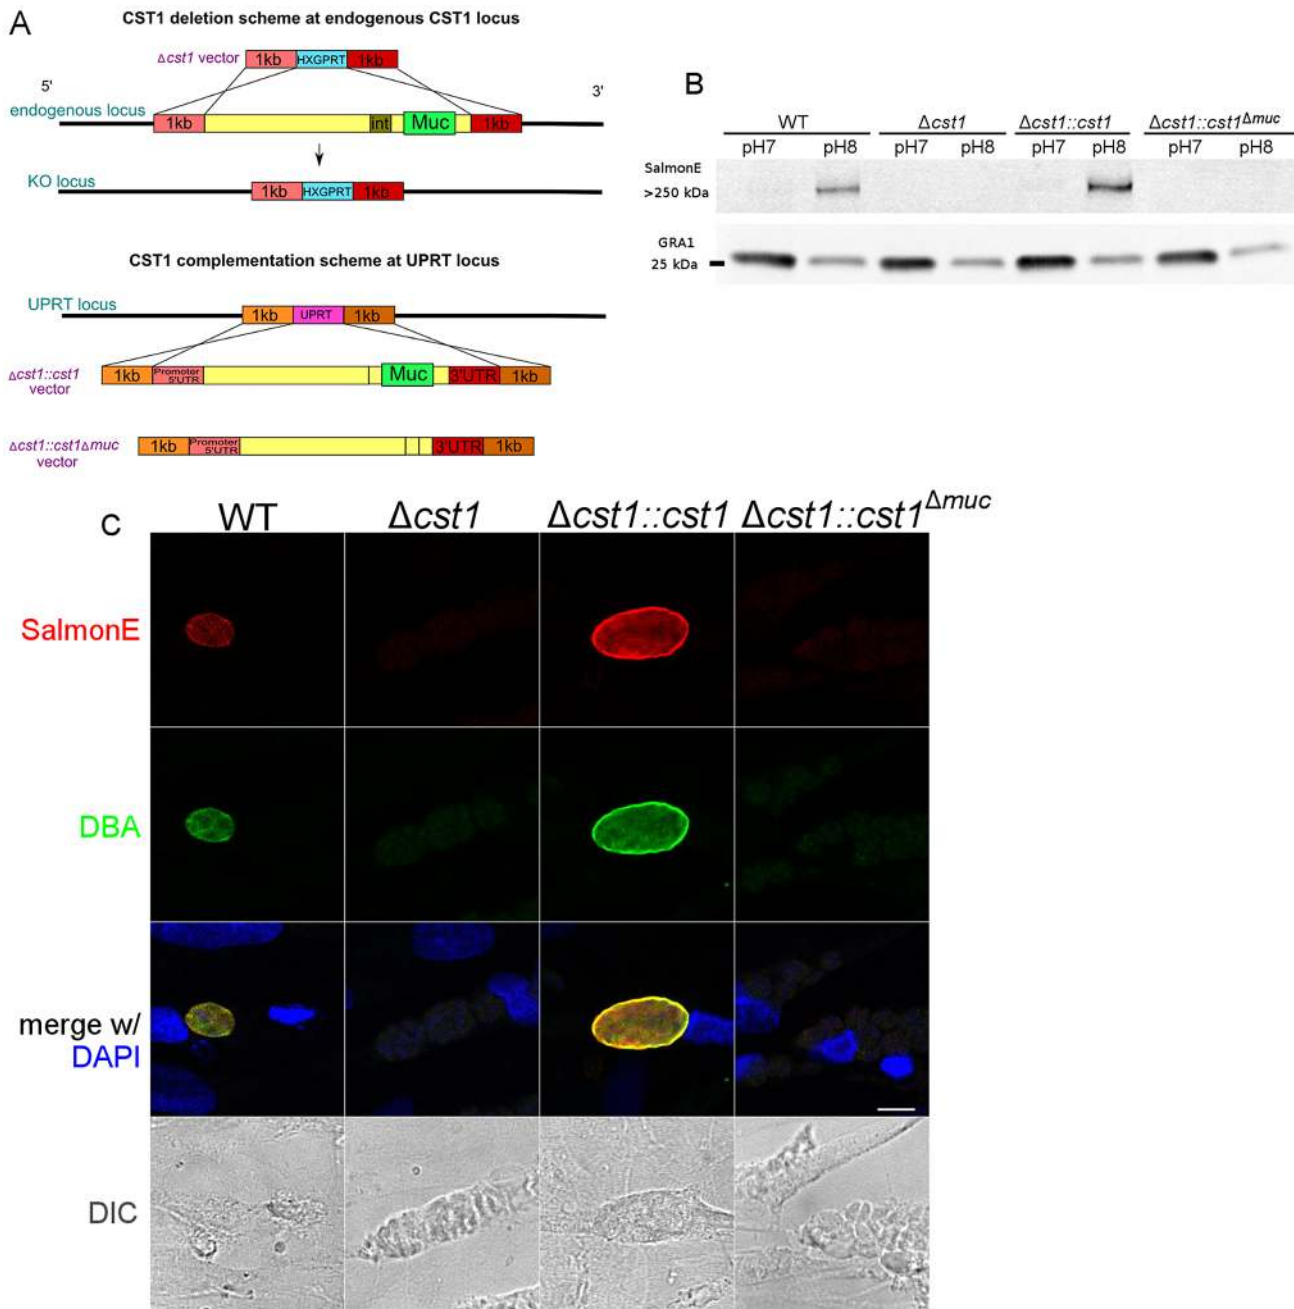 A
CST1 deletion scheme at endogenous CST1 locus
Δcst1 vector
1kb HXGPRT 1kb
5' 3'
endogenous locus
1kb int Muc 1kb
KO locus
1kb HXGPRT 1kb
CST1 complementation scheme at UPRT locus
UPRT locus
1kb UPRT 1kb
Δcst1::cst1
vector
1kb Promoter
5'UTR Muc 3'UTR 1kb
Δcst1::cst1Δmuc
vector
1kb Promoter
5'UTR 3'UTR 1kb
B
WT Δcst1 Δcst1::cst1 Δcst1::cst1Δmuc
pH7 pH8 pH7 pH8 pH7 pH8 pH7 pH8
SalmonE
>250 kDa
GRA1
25 kDa
C
WT Δcst1 Δcst1::cst1 Δcst1::cst1Δmuc
SalmonE
DBA
merge w/
DAPI
DIC